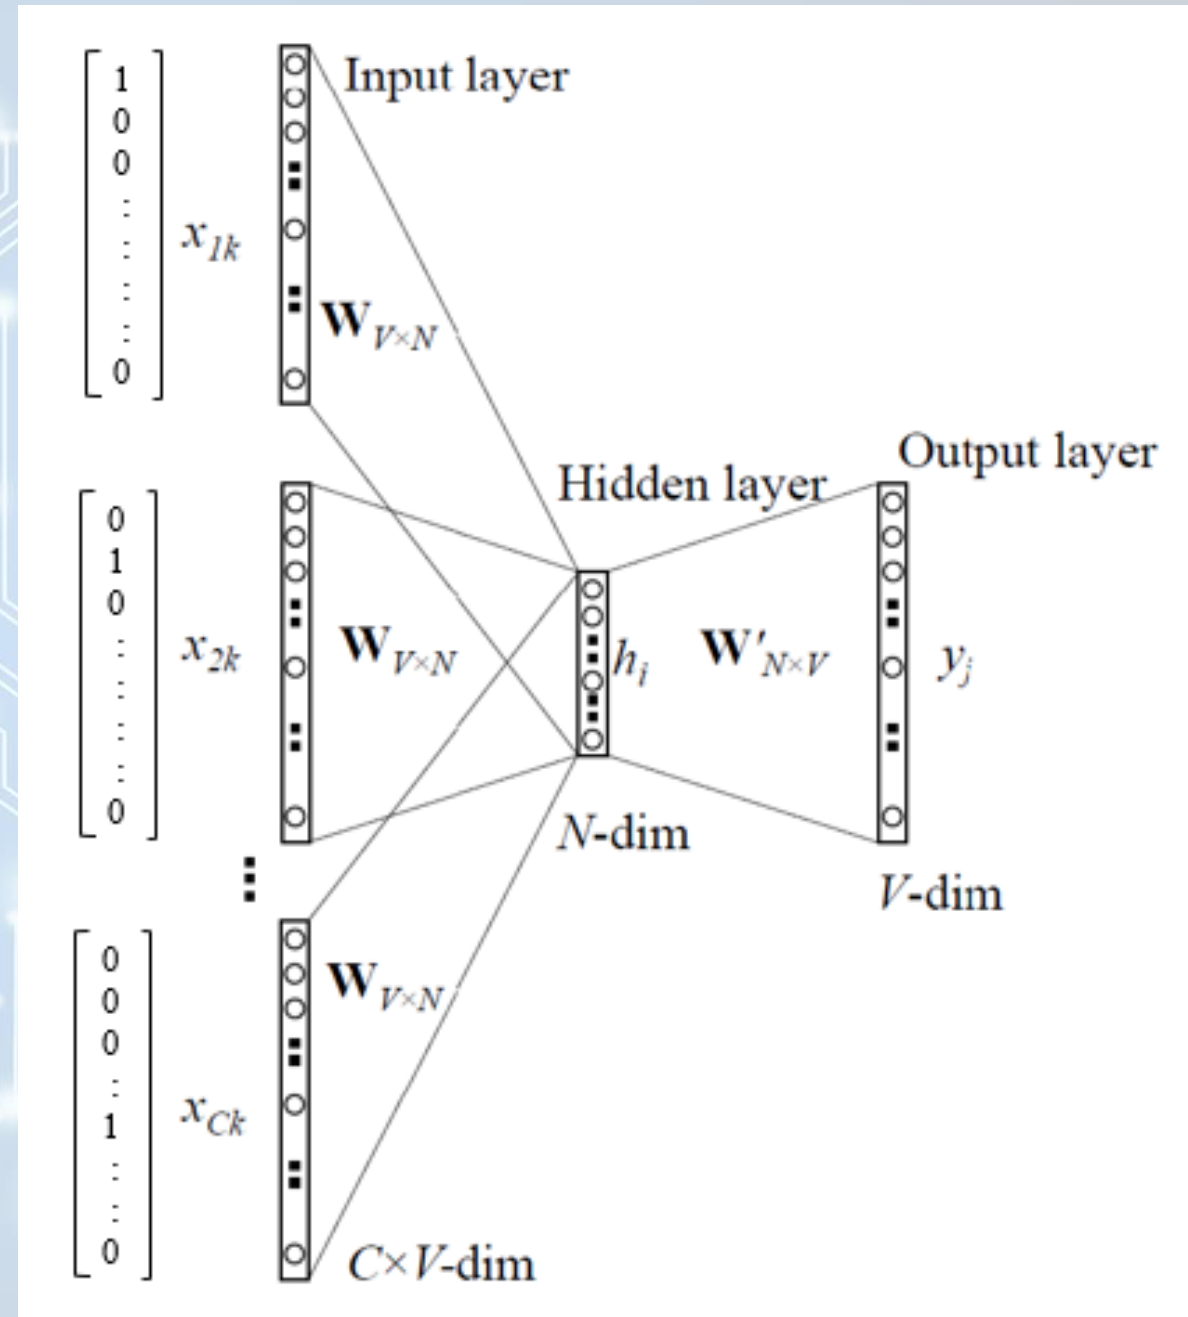 1
0
0
:
:
:
:
0
x1k
Input layer
WV×N
0
1
0
:
:
:
:
0
x2k
WV×N
Hidden layer
hi
N-dim
W'N×V
Output layer
yj
V-dim
0
0
0
:
1
:
:
0
xCk
WV×N
C×V-dim